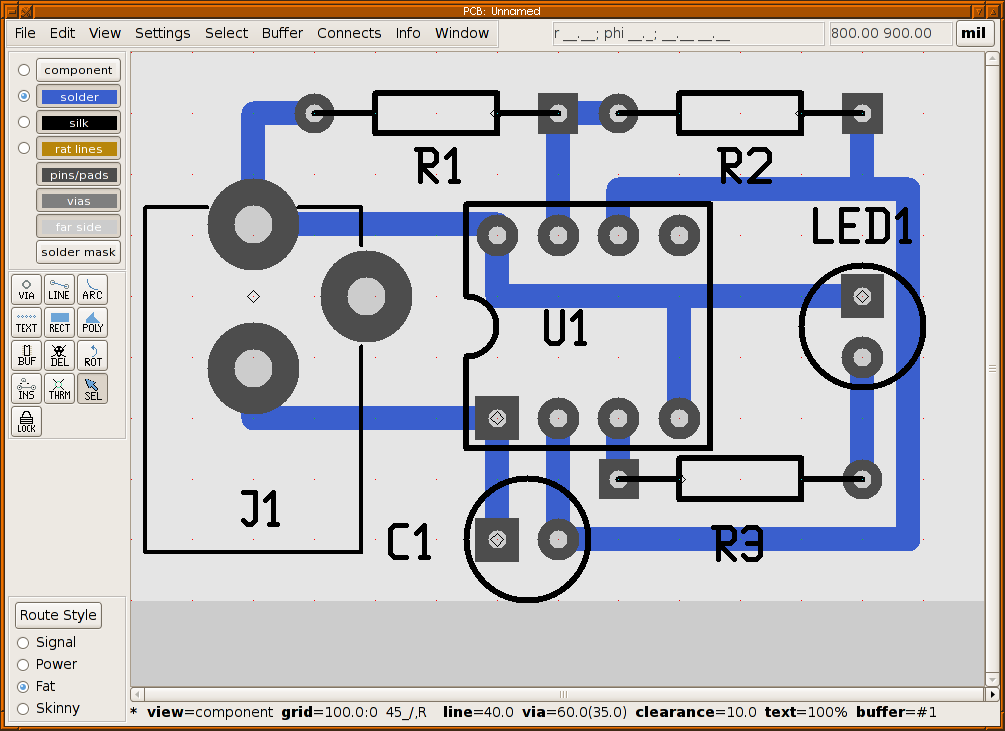 PCB: Unnamed
File Edit View Settings Select Buffer Connects Info Window r __.__; phi __._; __.__ __.__ 800.00 900.00 mil
component
solder
silk
rat lines
pins/pads
vias
far side
solder mask
VIA LINE ARC
TEXT RECT POLY
BUF DEL ROT
INS THRM SEL
LOCK
R1 R2
LED1
U1
J1 C1 R3
Route Style
Signal
Power
Fat
Skinny
* view=component grid=100.0:0 45_/,R line=40.0 via=60.0(35.0) clearance=10.0 text=100% buffer=#1